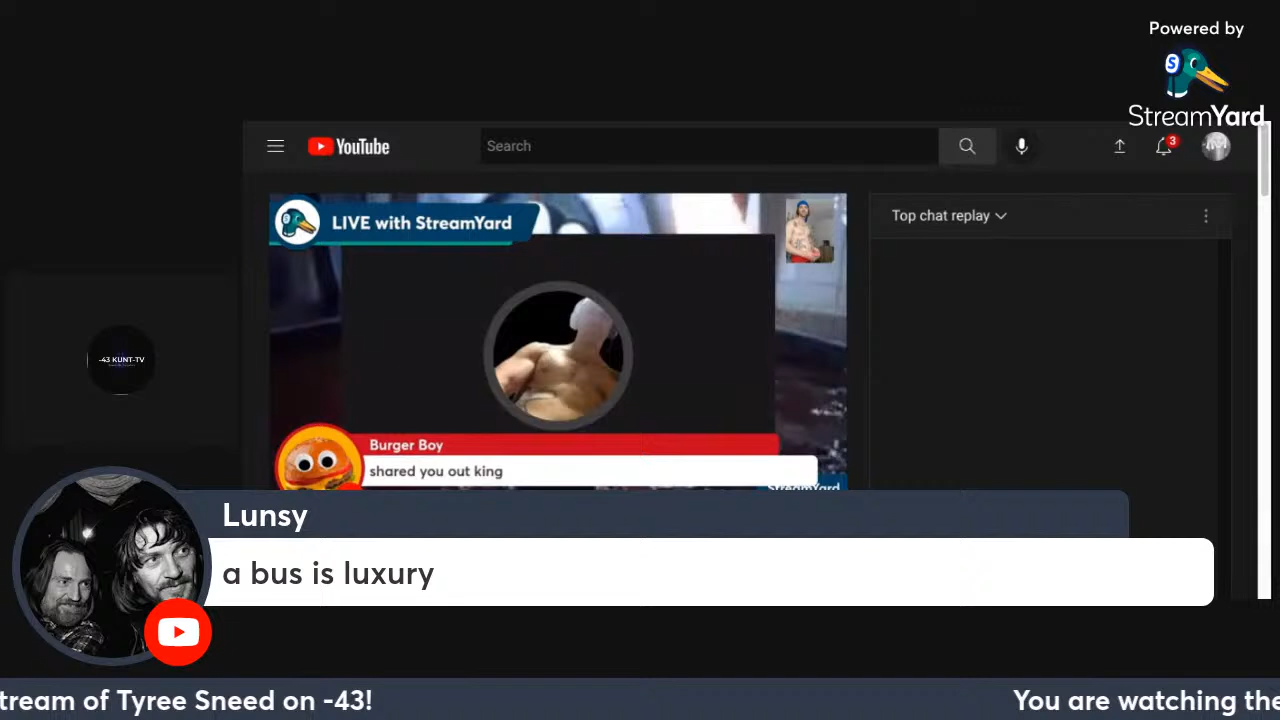 Powered by
StreamYard
YouTube
Search
3
LIVE with StreamYard
Top chat replay
-43 KUNT-TV
Burger Boy
shared you out king
StreamYard
Lunsy
a bus is luxury
tream of Tyree Sneed on -43!
You are watching the